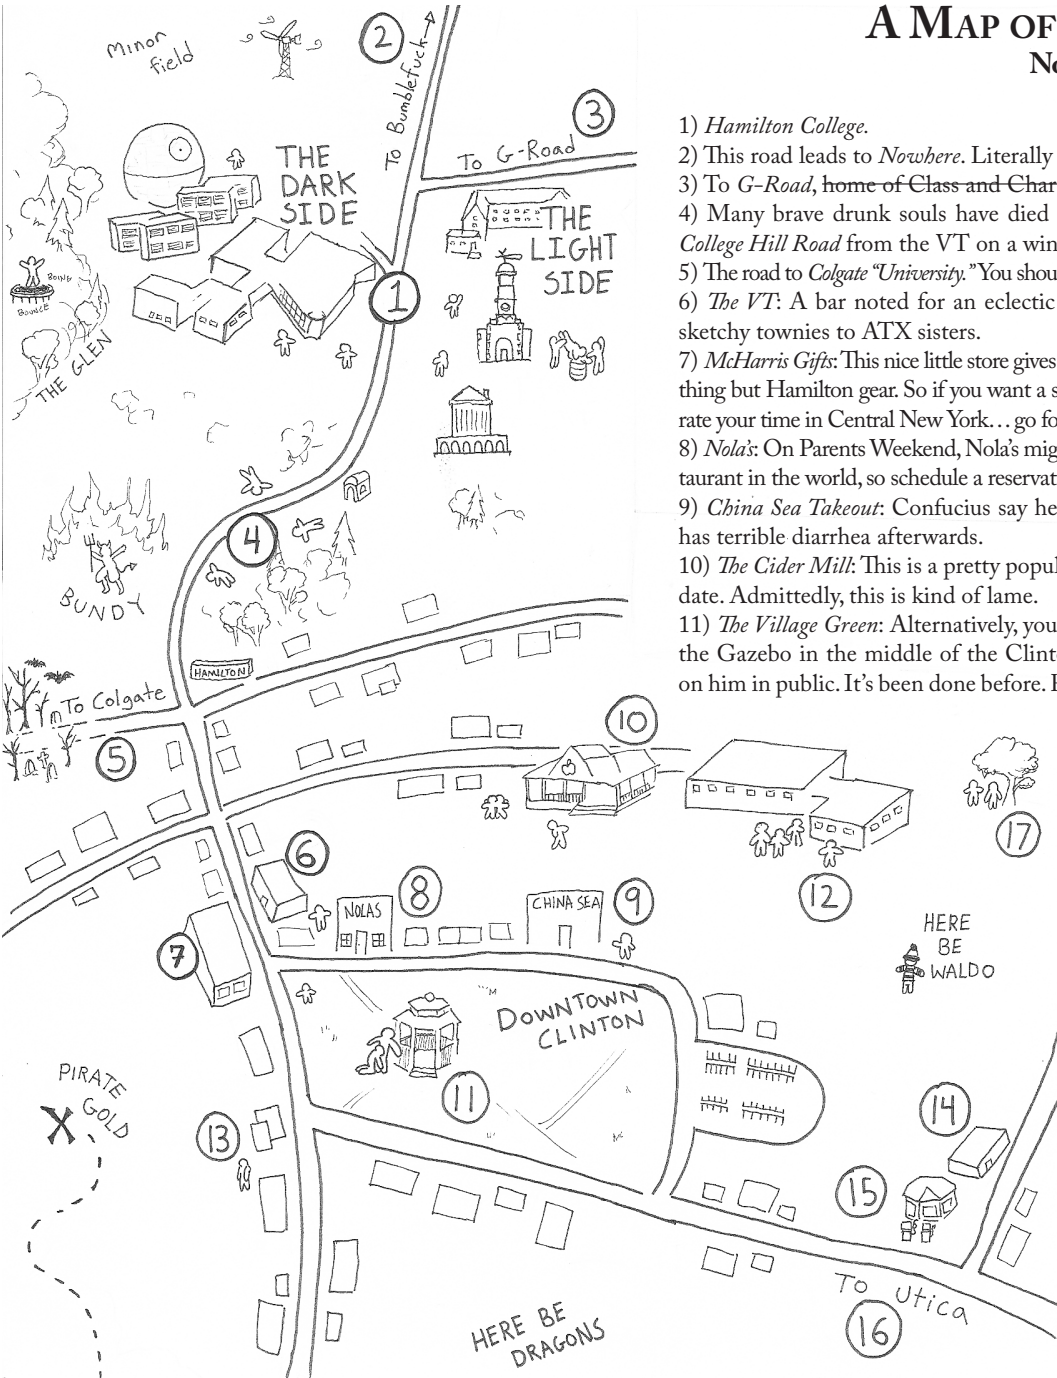 A Map of
1) Hamilton College.
2) This road leads to Nowhere. Literally
3) To G-Road, home of Class and Char
4) Many brave drunk souls have died
College Hill Road from the VT on a win
5) The road to Colgate “University.” You shou
6) The VT: A bar noted for an eclectic
sketchy townies to ATX sisters.
7) McHarris Gifts: This nice little store gives
thing but Hamilton gear. So if you want a s
rate your time in Central New York… go fo
8) Nola’s: On Parents Weekend, Nola’s mig
taurant in the world, so schedule a reservat
9) China Sea Takeout: Confucius say he
has terrible diarrhea afterwards.
10) The Cider Mill: This is a pretty popul
date. Admittedly, this is kind of lame.
11) The Village Green: Alternatively, you
the Gazebo in the middle of the Clint
on him in public. It’s been done before.
Minor
field
2
To Bumblefuck
3
To G-Road
THE
DARK
SIDE
THE
LIGHT
SIDE
1
BOING
BOUNCE
THE GLEN
4
BUNDY
HAMILTON
To Colgate
5
10
17
6
8
NOLAS
CHINA SEA
9
12
7
HERE
BE
WALDO
DOWNTOWN
CLINTON
11
PIRATE
GOLD
X
13
14
15
To Utica
16
HERE BE
DRAGONS